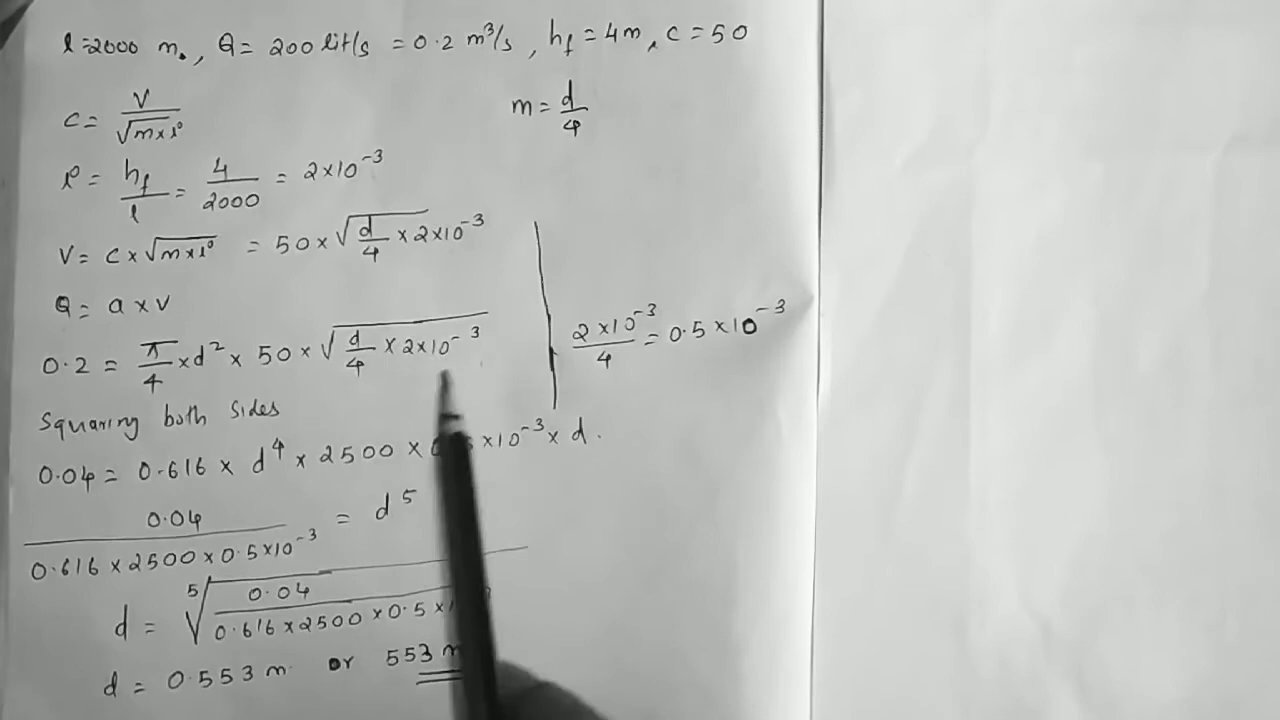 l=2000 m., Q= 200 lit/s = 0.2 m³/s, hf = 4m, C = 50
C= V/√m×i
m = d/4
i = hf/l = 4/2000 = 2×10⁻³
V= C×√m×i = 50×√d/4 × 2×10⁻³
Q= a×V
0.2 = π/4 ×d² × 50 × √d/4 × 2×10⁻³
2×10⁻³/4 = 0.5×10⁻³
Squaring both sides
0.04= 0.616 × d⁴ × 2500 × ×10⁻³× d.
0.04/0.616×2500×0.5×10⁻³ = d⁵
d = ⁵√0.04/0.616×2500×0.5×
d = 0.553 m or 553